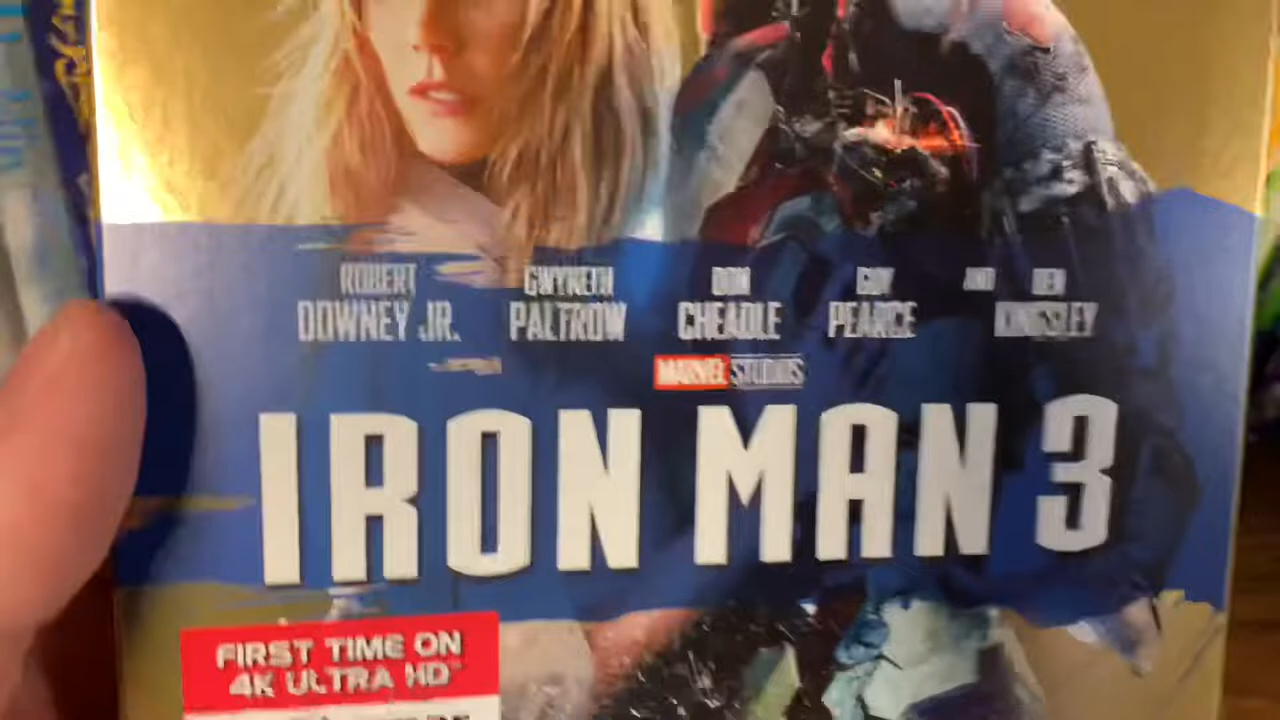 ROBERT GWYNETH DON GUY AND BEN
DOWNEY JR. PALTROW CHEADLE PEARCE KINGSLEY
MARVEL STUDIOS
IRON MAN 3
FIRST TIME ON
4K ULTRA HD™